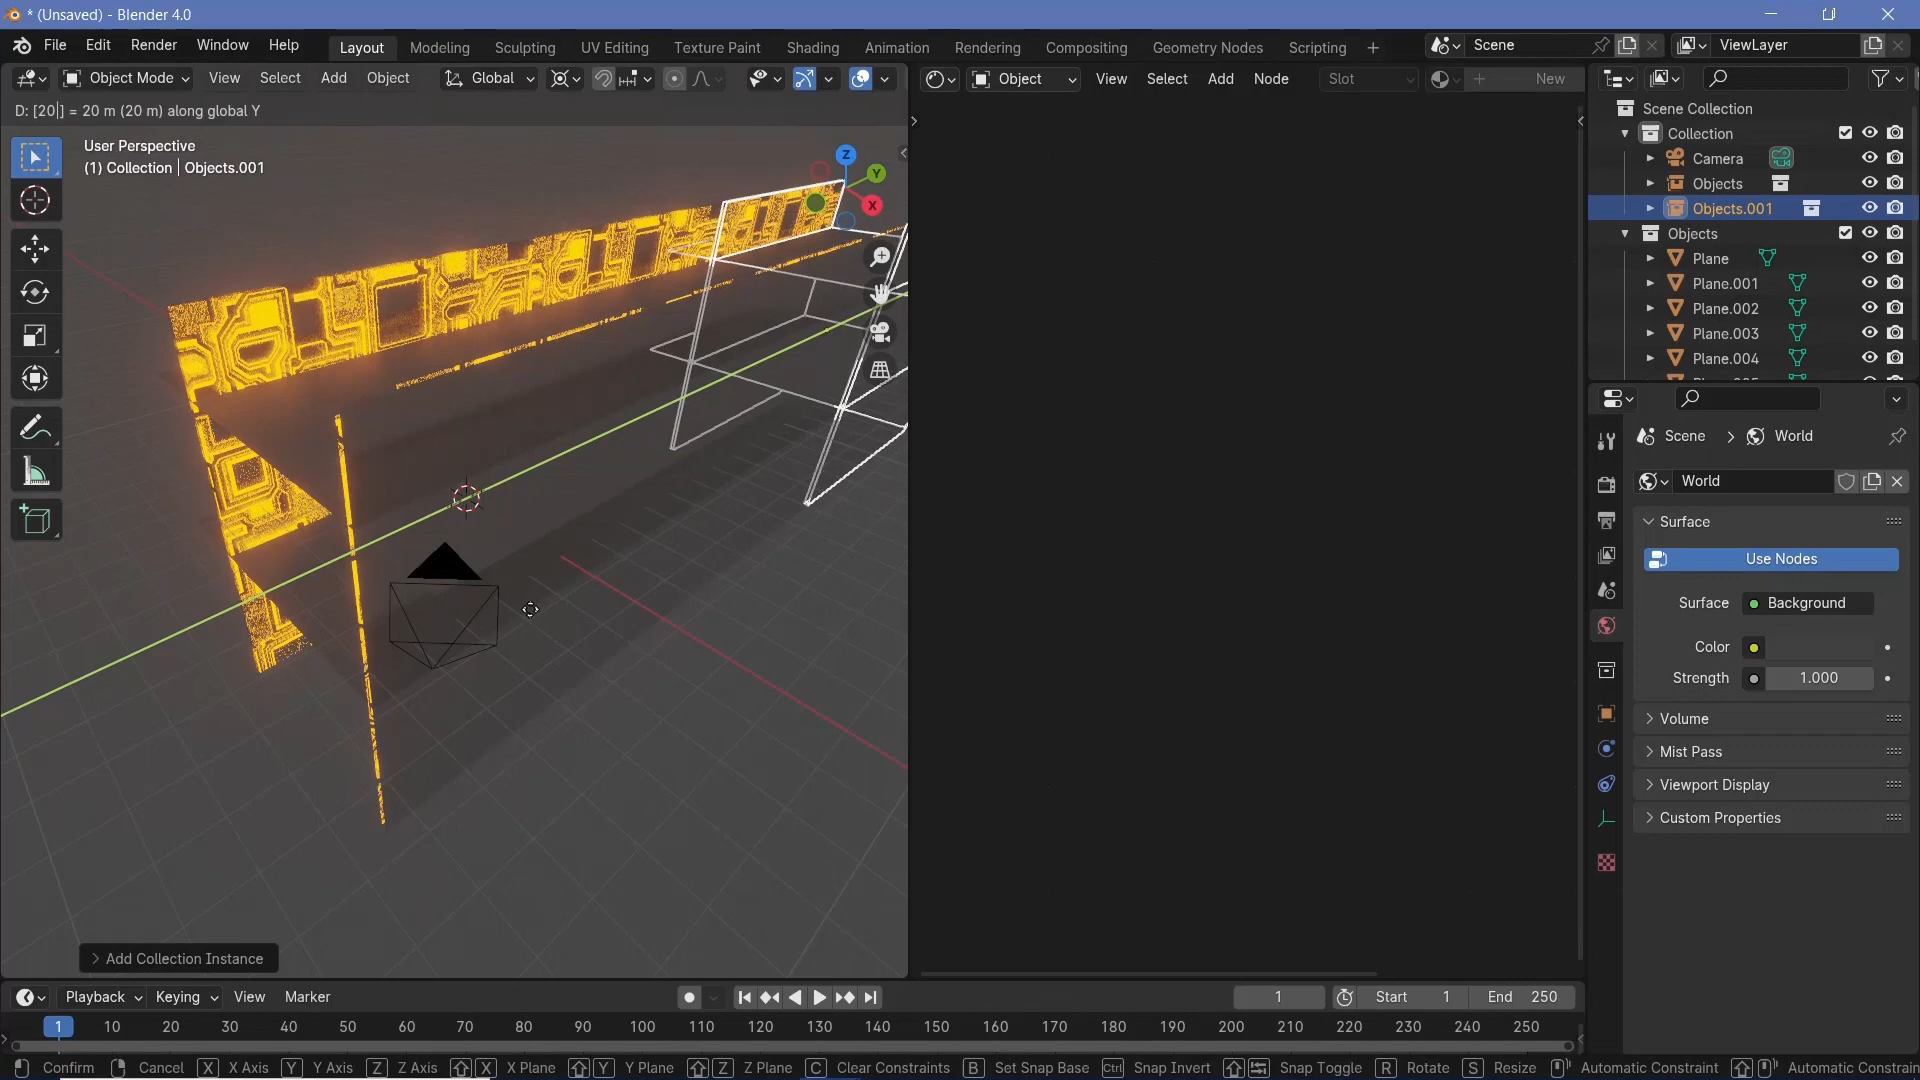 * (Unsaved) - Blender 4.0
File Edit Render Window Help
Layout Modeling Sculpting UV Editing Texture Paint Shading Animation Rendering Compositing Geometry Nodes Scripting +
Scene
ViewLayer
Object Mode View Select Add Object Global
Object View Select Add Node Slot New
D: [20|] = 20 m (20 m) along global Y
User Perspective
(1) Collection | Objects.001
Z
Y
X
Scene Collection
Collection
Camera
Objects
Objects.001
Objects
Plane
Plane.001
Plane.002
Plane.003
Plane.004
Scene > World
World
Surface
Use Nodes
Surface Background
Color
Strength 1.000
Volume
Mist Pass
Viewport Display
Custom Properties
> Add Collection Instance
Playback Keying View Marker
1 Start 1 End 250
1 10 20 30 40 50 60 70 80 90 100 110 120 130 140 150 160 170 180 190 200 210 220 230 240 250
Confirm Cancel X X Axis Y Y Axis Z Z Axis X X Plane Y Y Plane Z Z Plane C Clear Constraints B Set Snap Base Ctrl Snap Invert Snap Toggle R Rotate S Resize Automatic Constraint Automatic Constrain